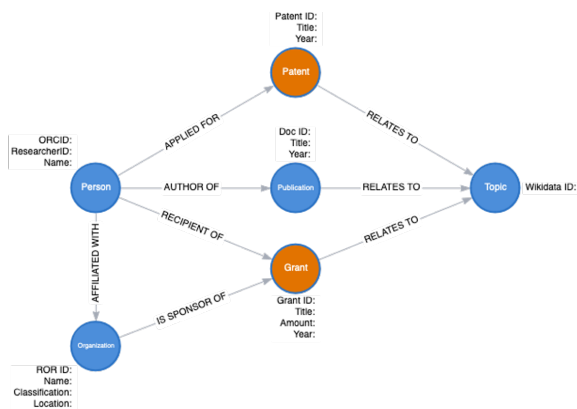 Patent ID:
Title:
Year:
Patent
APPLIED FOR
RELATES TO
ORCID:
ResearcherID:
Name:
Doc ID:
Title:
Year:
Person
AUTHOR OF
Publication
RELATES TO
Topic
Wikidata ID:
RECIPIENT OF
RELATES TO
AFFILIATED WITH
Grant
IS SPONSOR OF
Grant ID:
Title:
Amount:
Year:
Organization
ROR ID:
Name:
Classification:
Location: